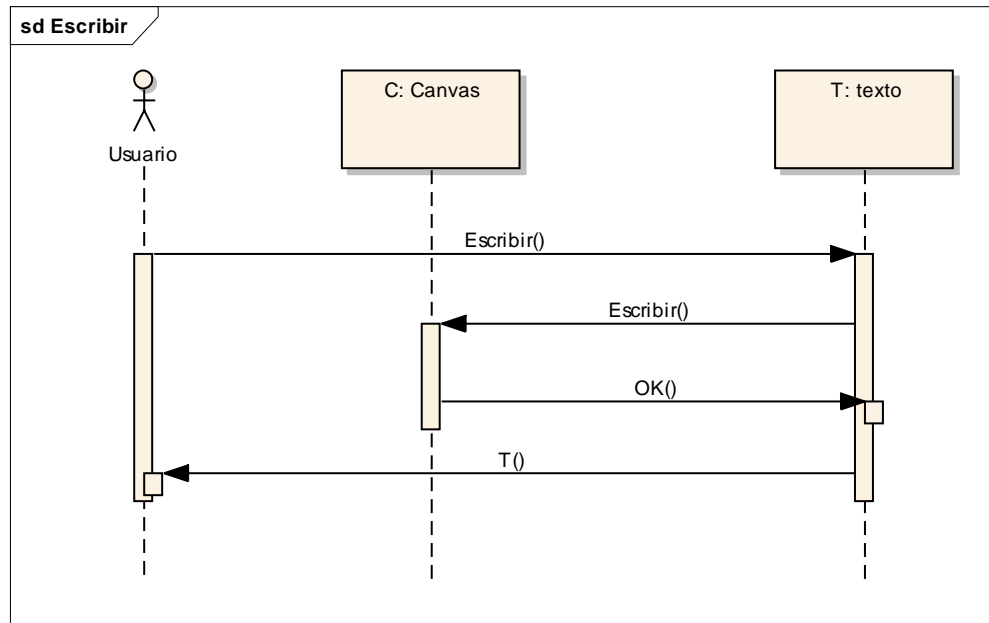 sd Escribir
Usuario
C: Canvas
T: texto
Escribir()
Escribir()
OK()
T()